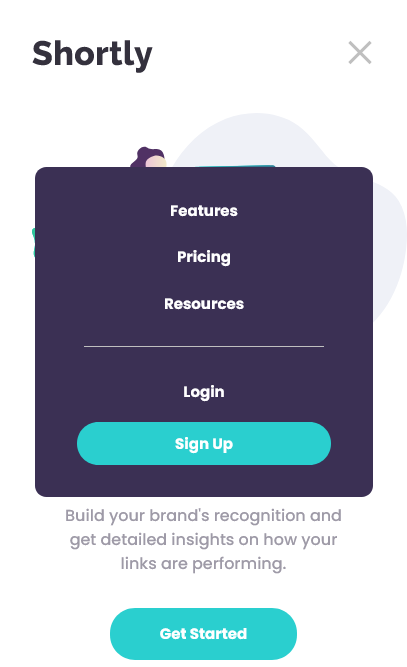 Shortly
Features
Pricing
Resources
Login
Sign Up
Build your brand's recognition and
get detailed insights on how your
links are performing.
Get Started